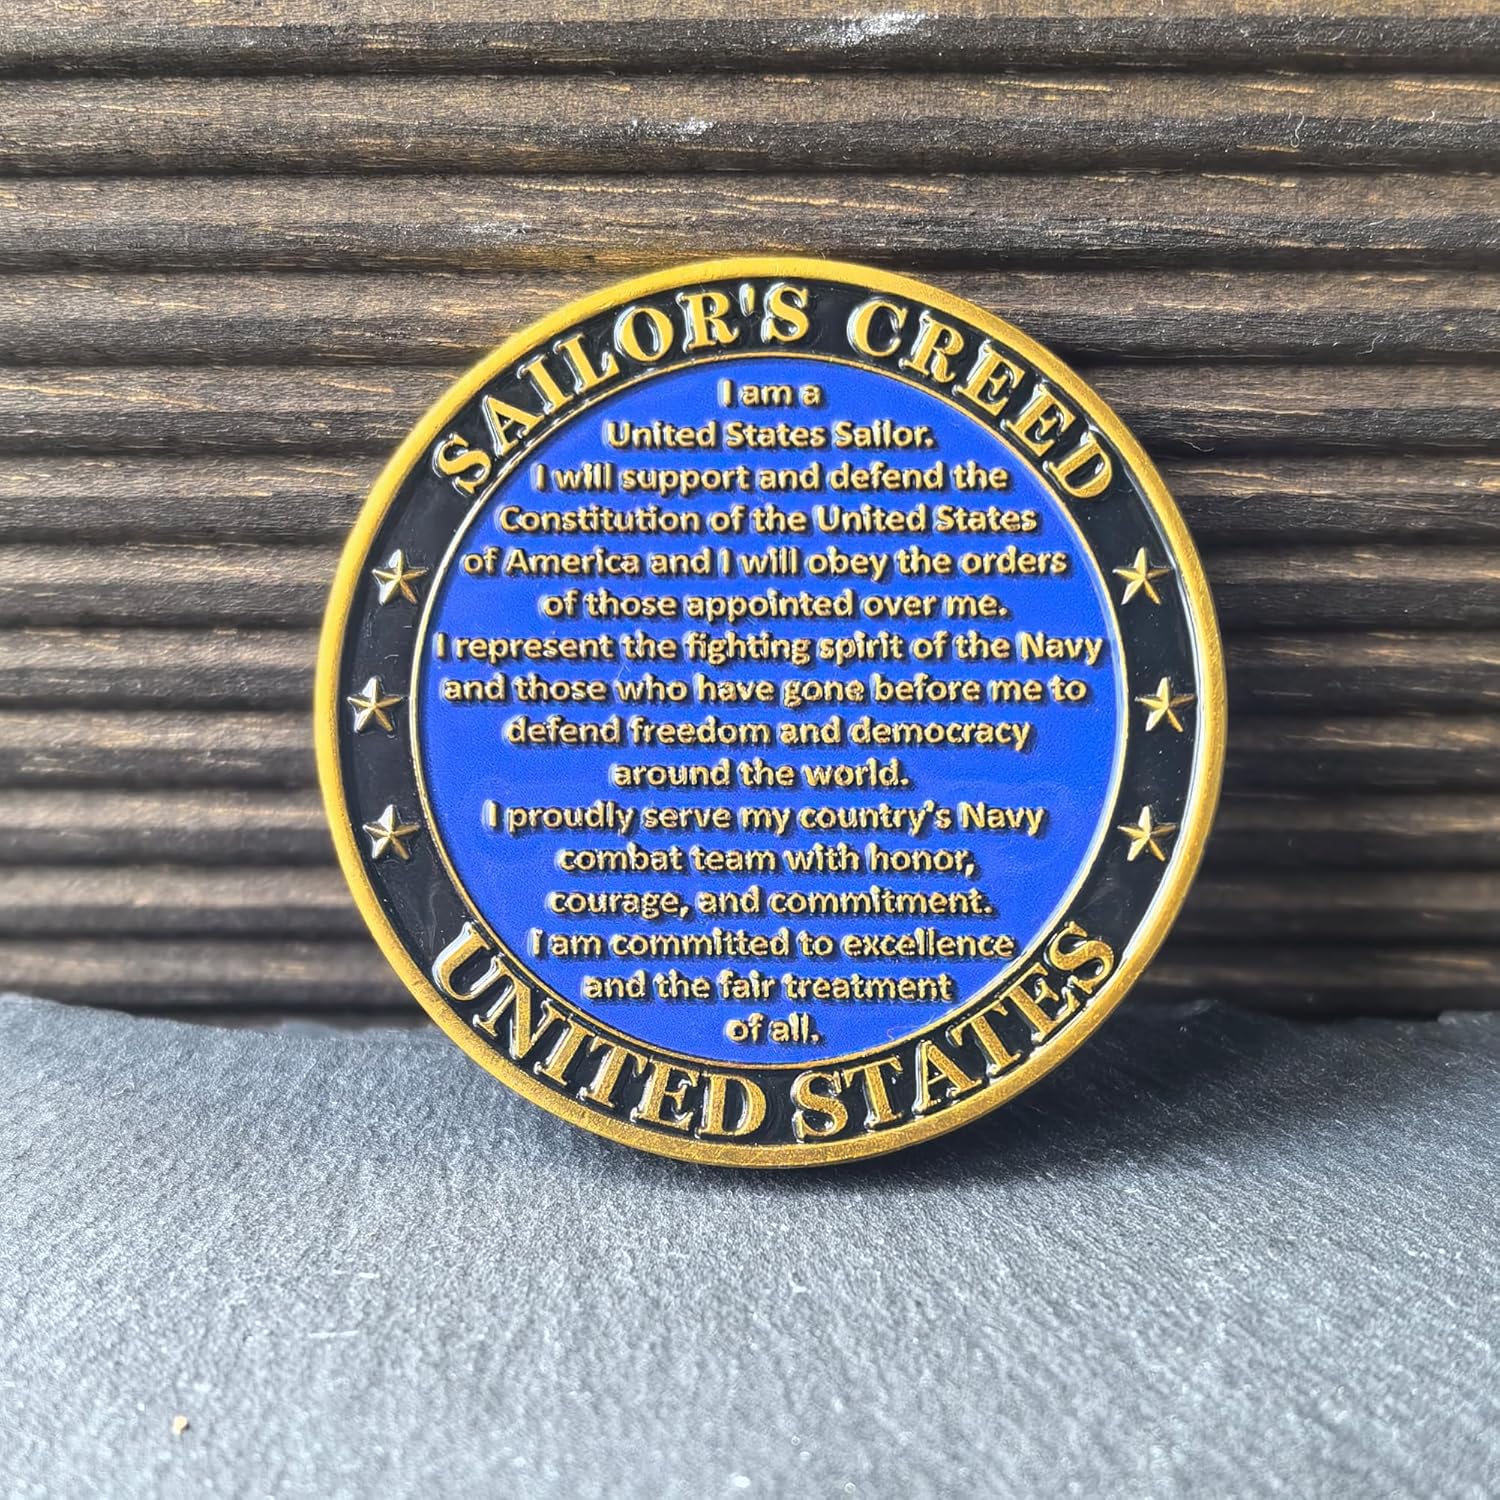 SAILOR'S CREED
I am a
United States Sailor.
I will support and defend the
Constitution of the United States
of America and I will obey the orders
of those appointed over me.
I represent the fighting spirit of the Navy
and those who have gone before me to
defend freedom and democracy
around the world.
I proudly serve my country's Navy
combat team with honor,
courage, and commitment.
I am committed to excellence
and the fair treatment
of all.
UNITED STATES